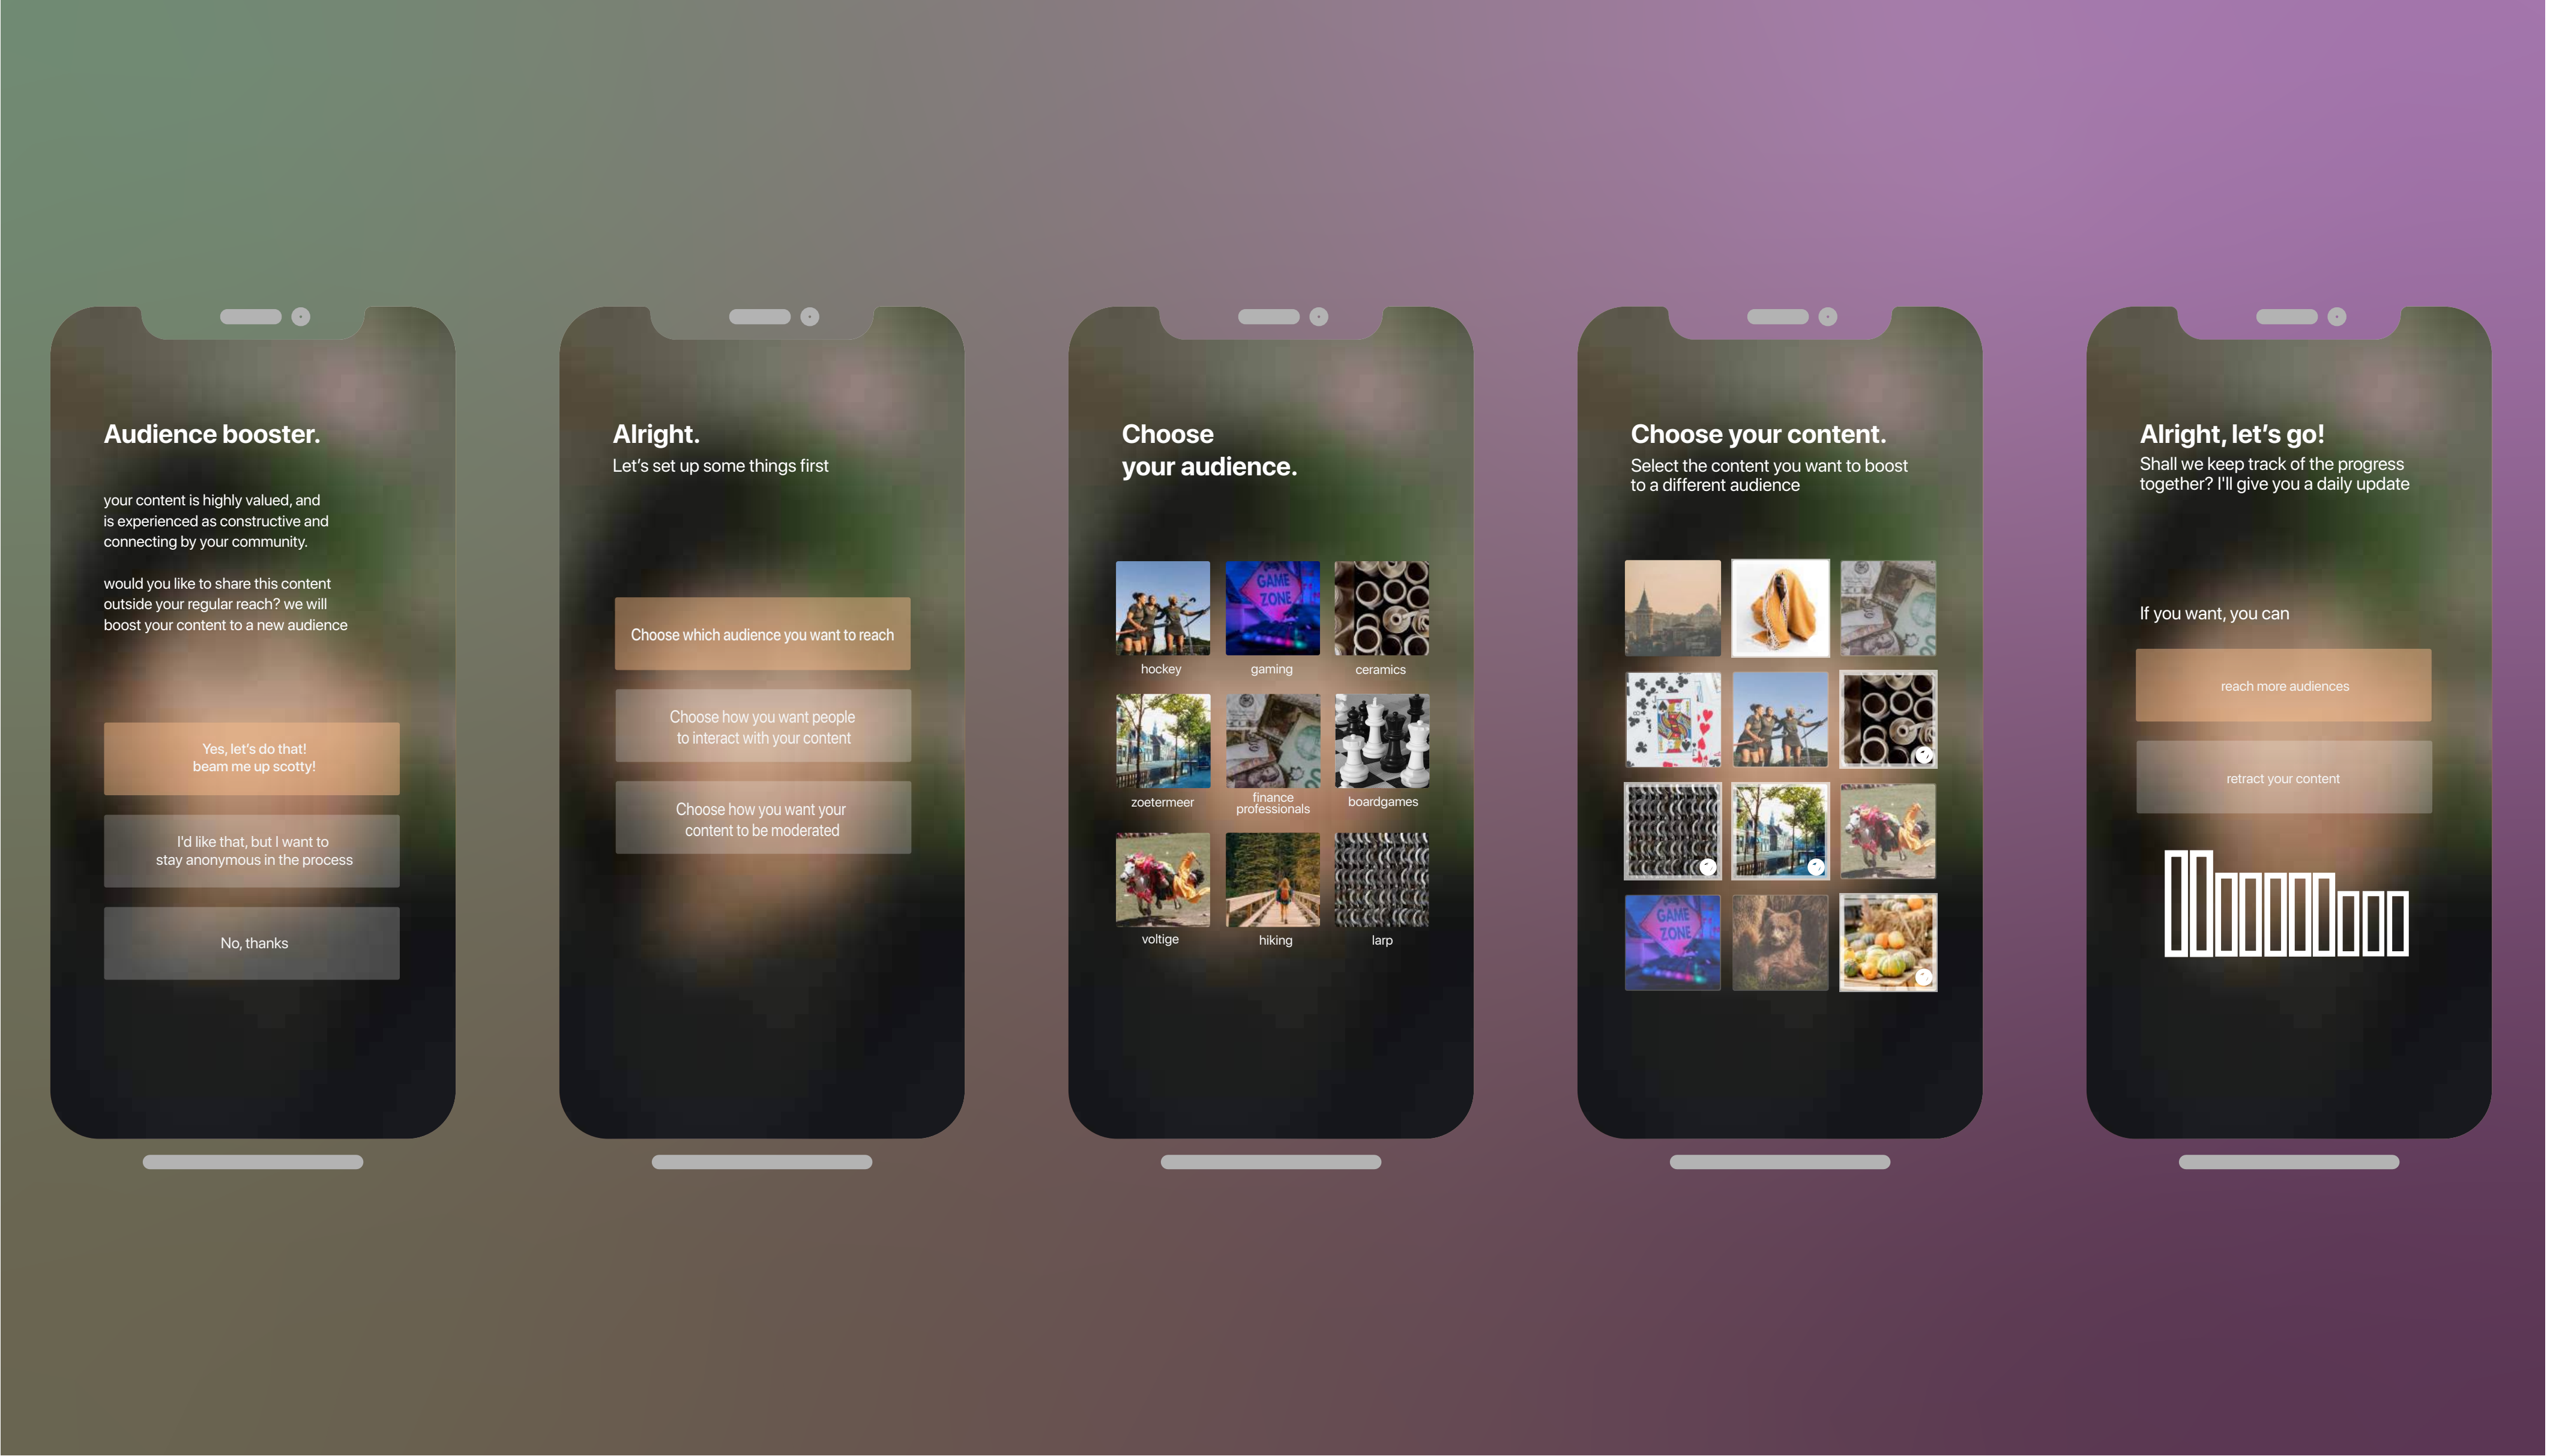 Audience booster.
your content is highly valued, and
is experienced as constructive and
connecting by your community.
would you like to share this content
outside your regular reach? we will
boost your content to a new audience
Yes, let's do that!
beam me up scotty!
I'd like that, but I want to
stay anonymous in the process
No, thanks
Alright.
Let's set up some things first
Choose which audience you want to reach
Choose how you want people
to interact with your content
Choose how you want your
content to be moderated
Choose
your audience.
GAME
ZONE
hockey
gaming
ceramics
zoetermeer
finance
professionals
boardgames
voltige
hiking
larp
Choose your content.
Select the content you want to boost
to a different audience
GAME
ZONE
Alright, let's go!
Shall we keep track of the progress
together? I'll give you a daily update
If you want, you can
reach more audiences
retract your content